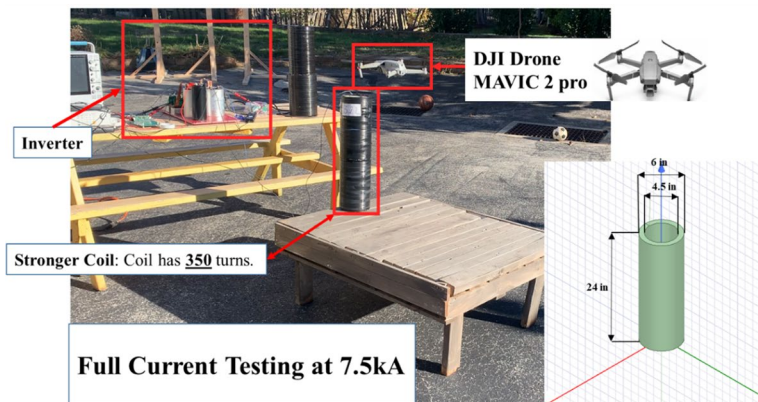 DJI Drone
MAVIC 2 pro
Inverter
6 in
4.5 in
Stronger Coil: Coil has 350 turns.
24 in
Full Current Testing at 7.5kA